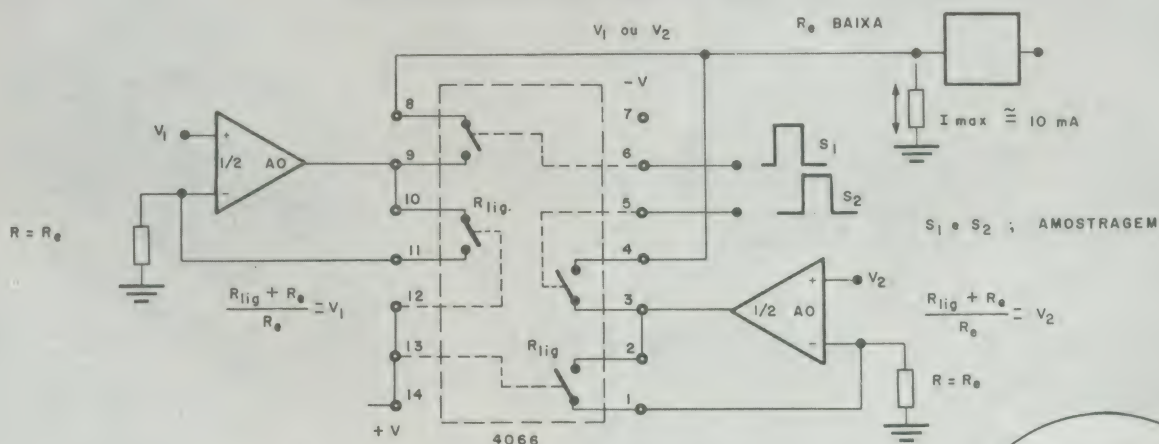 V1 ou V2
Re BAIXA
-V
I max ≅ 10 mA
8
7
V1
+
1/2 AO
-
9
6
S1
10
Rlig.
5
S2
R = Re
11
4
S1 e S2 ; AMOSTRAGEM
Rlig + Re
Re
= V1
12
3
+
V2
1/2 AO
-
Rlig + Re
Re
= V2
13
Rlig
2
R = Re
14
1
+V
4066